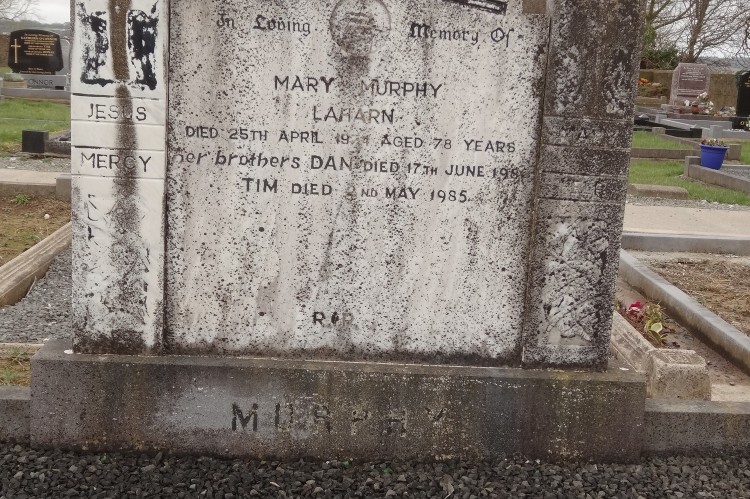 In Loving Memory Of
MARY MURPHY
LAHARN
DIED 25TH APRIL AGED 78 YEARS
her brothers DAN DIED 17TH JUNE
TIM DIED 2ND MAY 1985.
JESUS
MERCY
R.I.P.
MURPHY